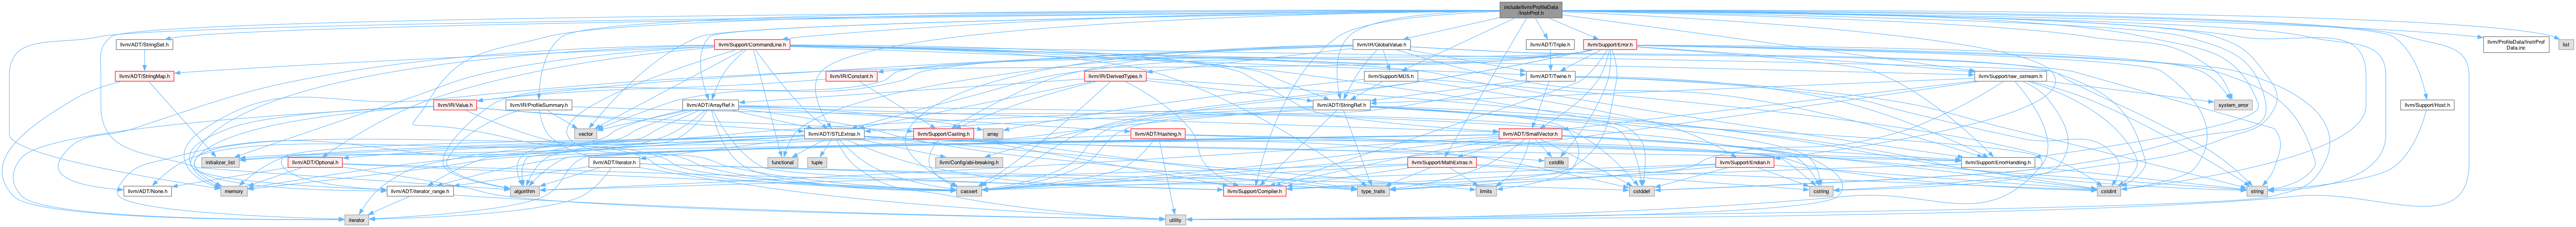 include/llvm/ProfileData
/InstrProf.h
llvm/ADT/StringSet.h
llvm/Support/CommandLine.h
llvm/IR/GlobalValue.h
llvm/ADT/Triple.h
llvm/Support/Error.h
llvm/ProfileData/InstrProf
Data.inc
list
llvm/ADT/StringMap.h
llvm/IR/Constant.h
llvm/IR/DerivedTypes.h
llvm/Support/MD5.h
llvm/ADT/Twine.h
llvm/Support/raw_ostream.h
llvm/IR/Value.h
llvm/IR/ProfileSummary.h
llvm/ADT/ArrayRef.h
llvm/ADT/StringRef.h
system_error
llvm/Support/Host.h
vector
llvm/ADT/STLExtras.h
llvm/Support/Casting.h
array
llvm/ADT/Hashing.h
llvm/ADT/SmallVector.h
initializer_list
llvm/ADT/Optional.h
llvm/ADT/iterator.h
functional
tuple
llvm/Config/abi-breaking.h
cstdlib
llvm/Support/MathExtras.h
llvm/Support/Endian.h
llvm/Support/ErrorHandling.h
llvm/ADT/None.h
memory
llvm/ADT/iterator_range.h
algorithm
llvm/Support/Compiler.h
cassert
type_traits
limits
cstddef
cstring
cstdint
string
iterator
utility